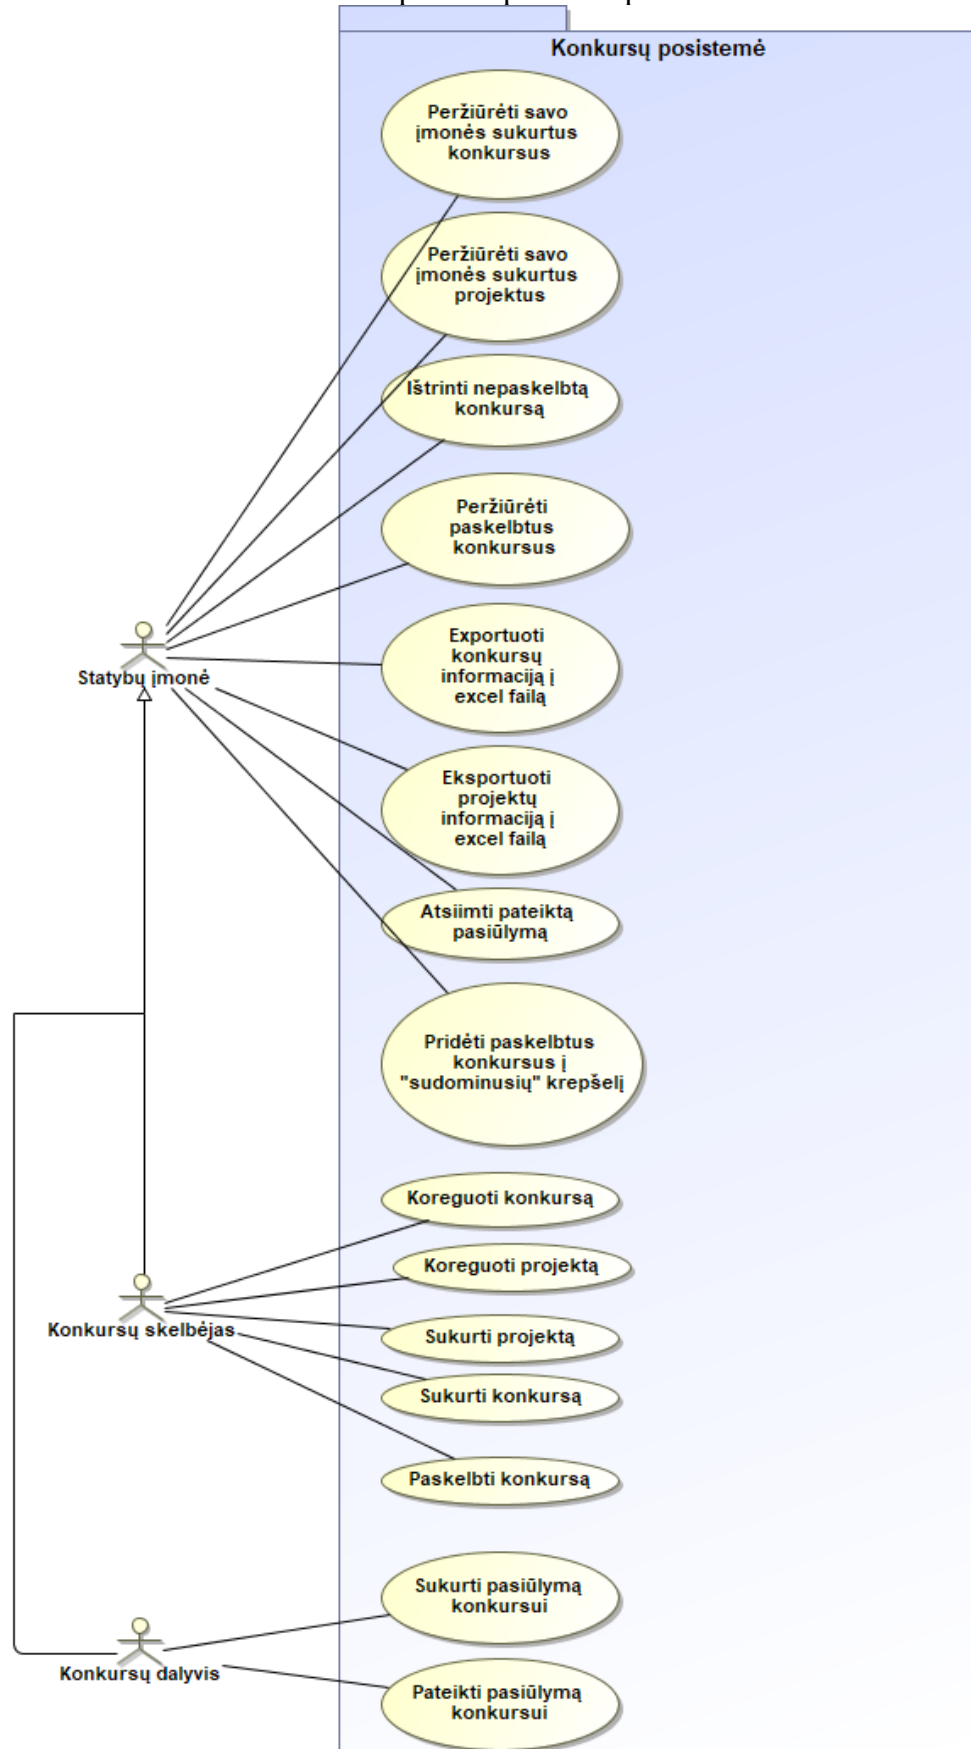 Konkursų posistemė
Peržiūrėti savo
įmonės sukurtus
konkursus
Peržiūrėti savo
įmonės sukurtus
projektus
Ištrinti nepaskelbtą
konkursą
Peržiūrėti
paskelbtus
konkursus
Exportuoti
konkursų
informaciją į
excel failą
Statybų įmonė
Eksportuoti
projektų
informaciją į
excel failą
Atsiimti pateiktą
pasiūlymą
Pridėti paskelbtus
konkursus į
"sudominusių" krepšelį
Koreguoti konkursą
Koreguoti projektą
Konkursų skelbėjas
Sukurti projektą
Sukurti konkursą
Paskelbti konkursą
Sukurti pasiūlymą
konkursui
Konkursų dalyvis
Pateikti pasiūlymą
konkursui